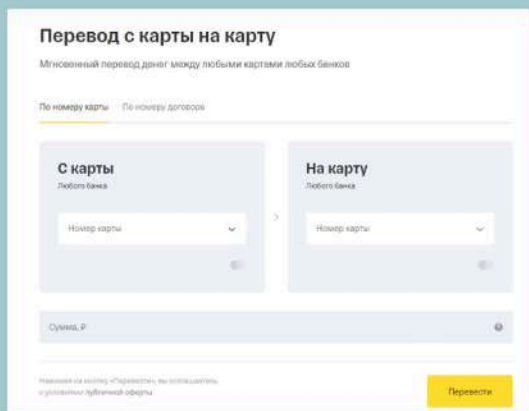 Перевод с карты на карту
Мгновенный перевод денег между любыми картами любых банков
По номеру карты По номеру договора
С карты
Любого банка
Номер карты
На карту
Любого банка
Номер карты
Сумма, ₽
Нажимая на кнопку «Перевести», вы соглашаетесь
с условиями публичной оферты
Перевести